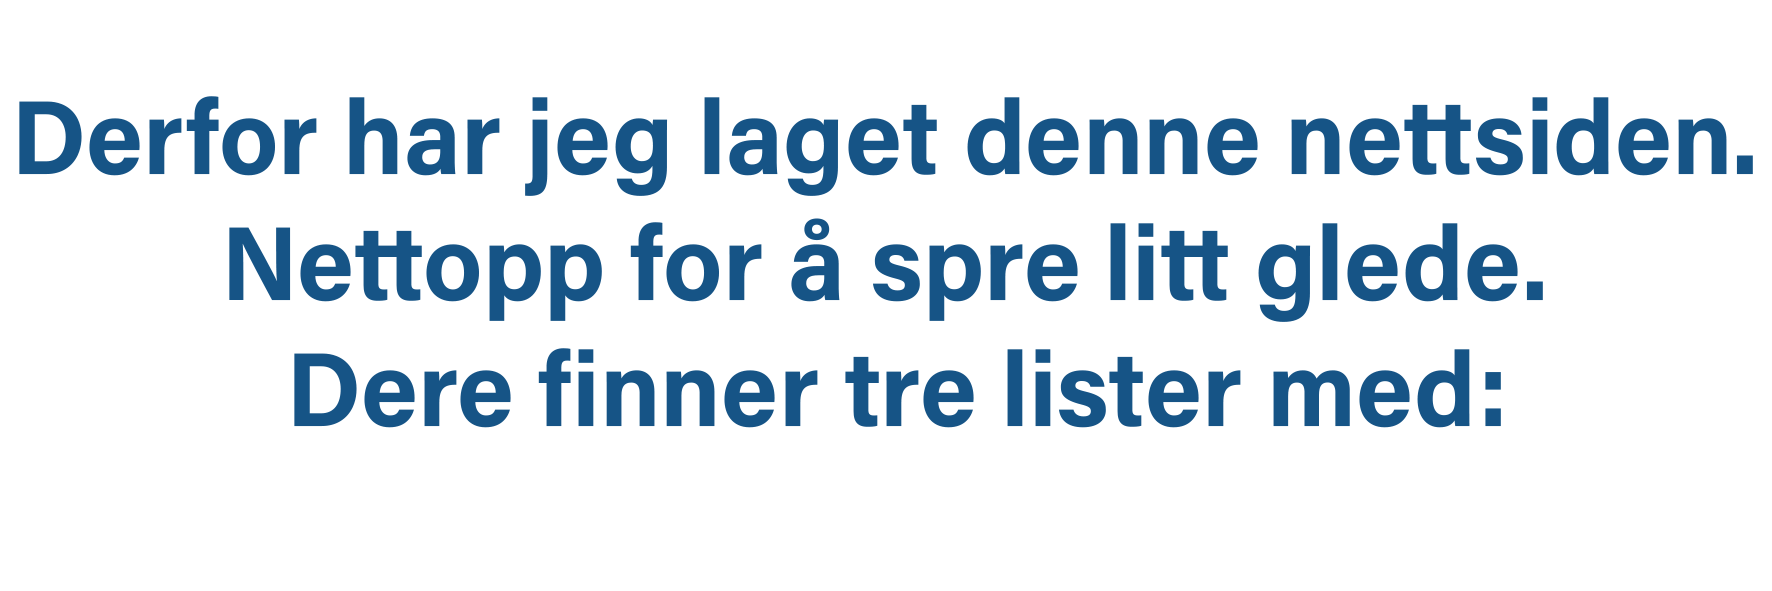 Derfor har jeg laget denne nettsiden.
Nettopp for å spre litt glede.
Dere finner tre lister med: